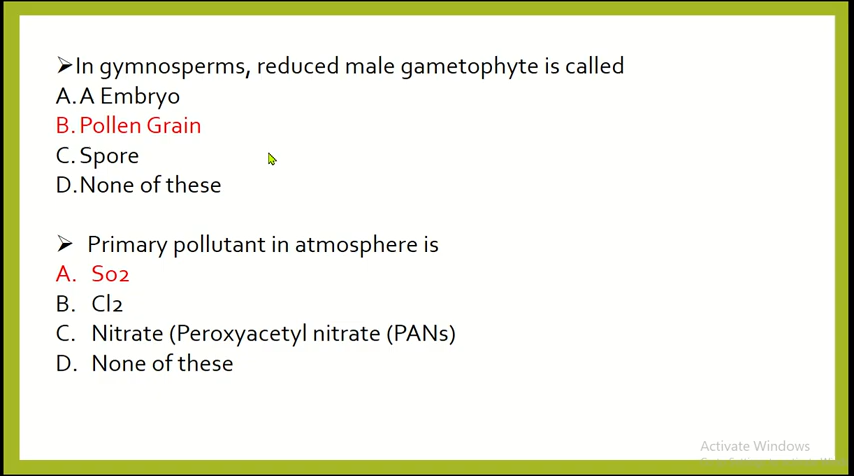 ➢In gymnosperms, reduced male gametophyte is called
A. A Embryo
B. Pollen Grain
C. Spore
D. None of these
➢ Primary pollutant in atmosphere is
A. So2
B. Cl2
C. Nitrate (Peroxyacetyl nitrate (PANs)
D. None of these
Activate Windows